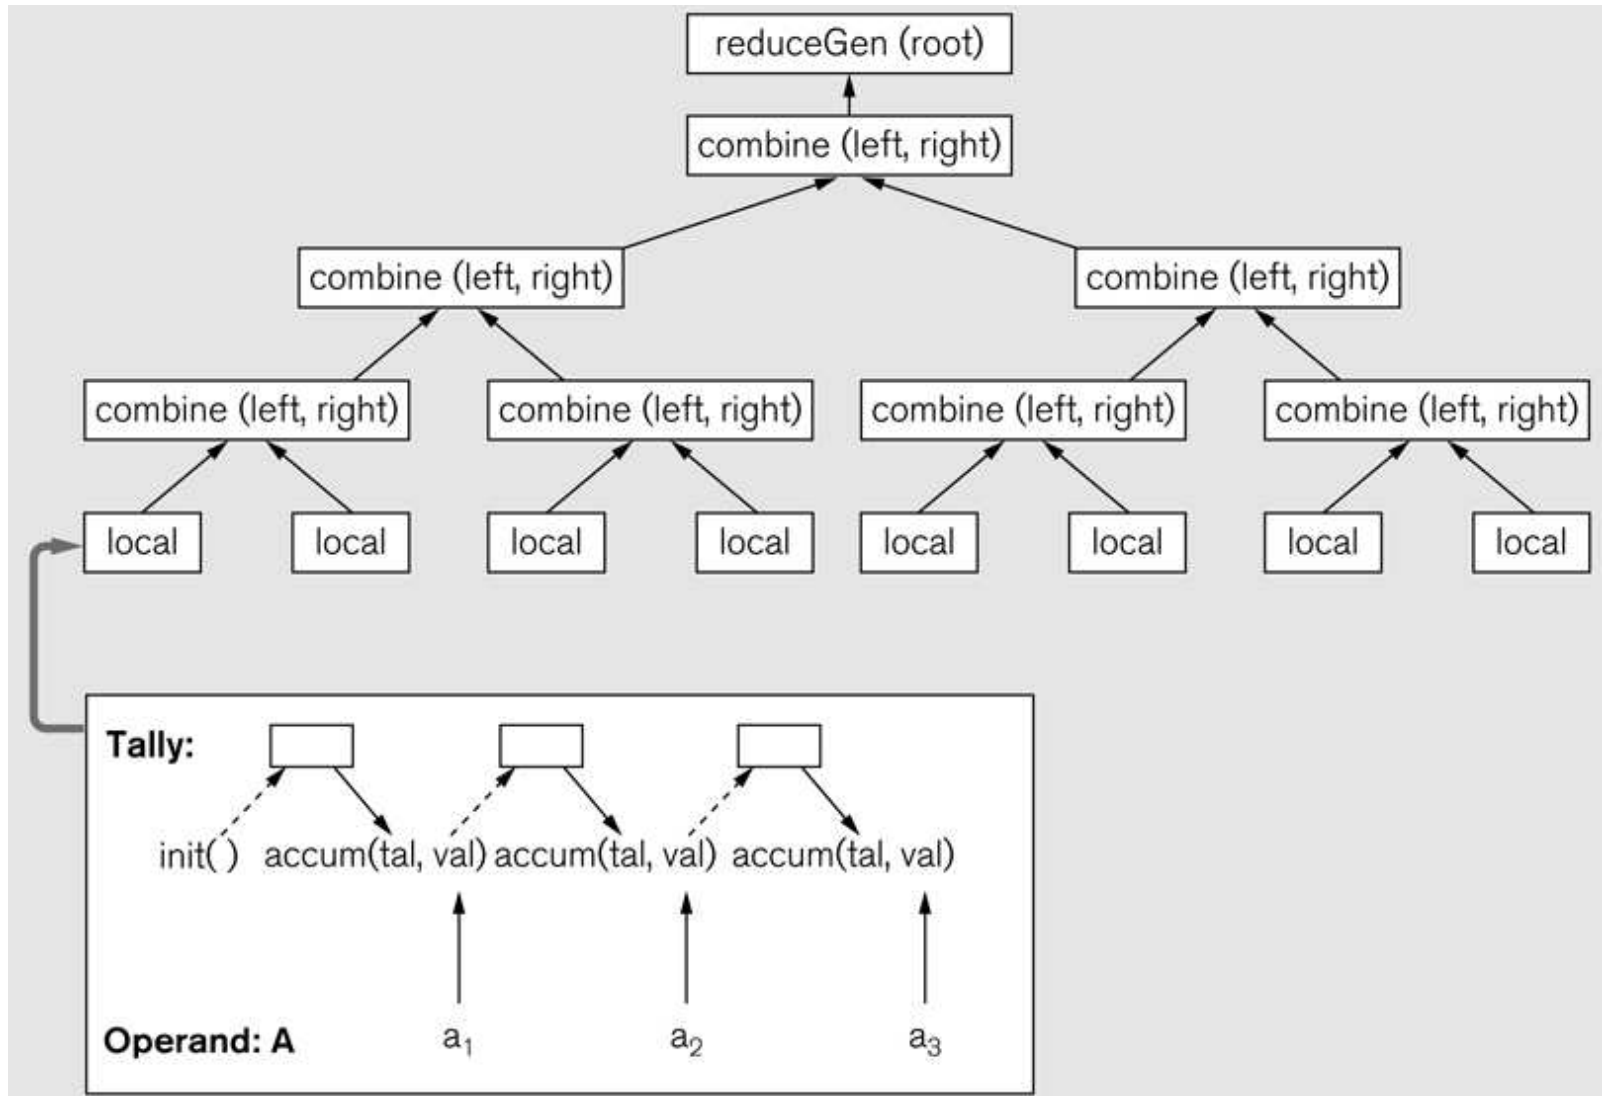 reduceGen (root)
combine (left, right)
combine (left, right) combine (left, right)
combine (left, right) combine (left, right) combine (left, right) combine (left, right)
local local local local local local local local
Tally:
init( ) accum(tal, val) accum(tal, val) accum(tal, val)
Operand: A a₁ a₂ a₃